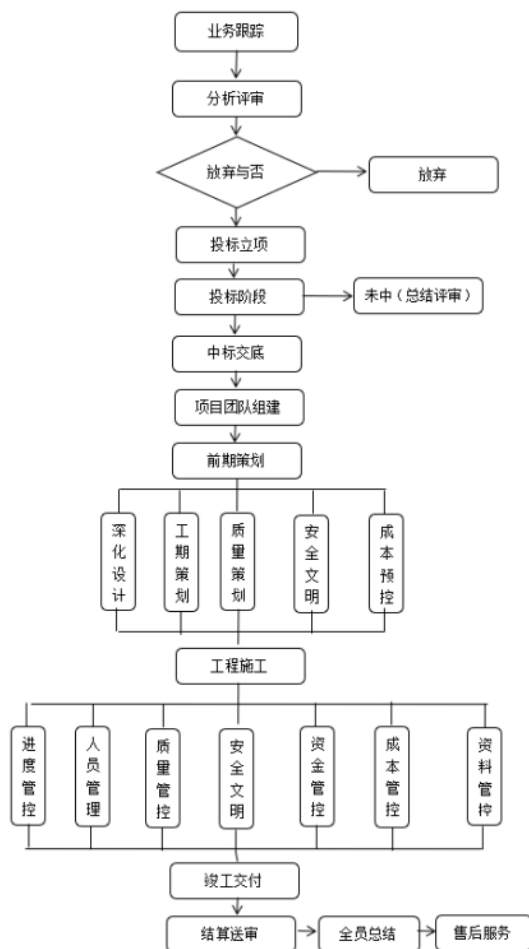 业务跟踪
分析评审
放弃与否
放弃
投标立项
投标阶段
未中（总结评审）
中标交底
项目团队组建
前期策划
深化设计
工期策划
质量策划
安全文明
成本预控
工程施工
进度管控
人员管理
质量管控
安全文明
资金管控
成本管控
资料管控
竣工交付
结算送审
全员总结
售后服务